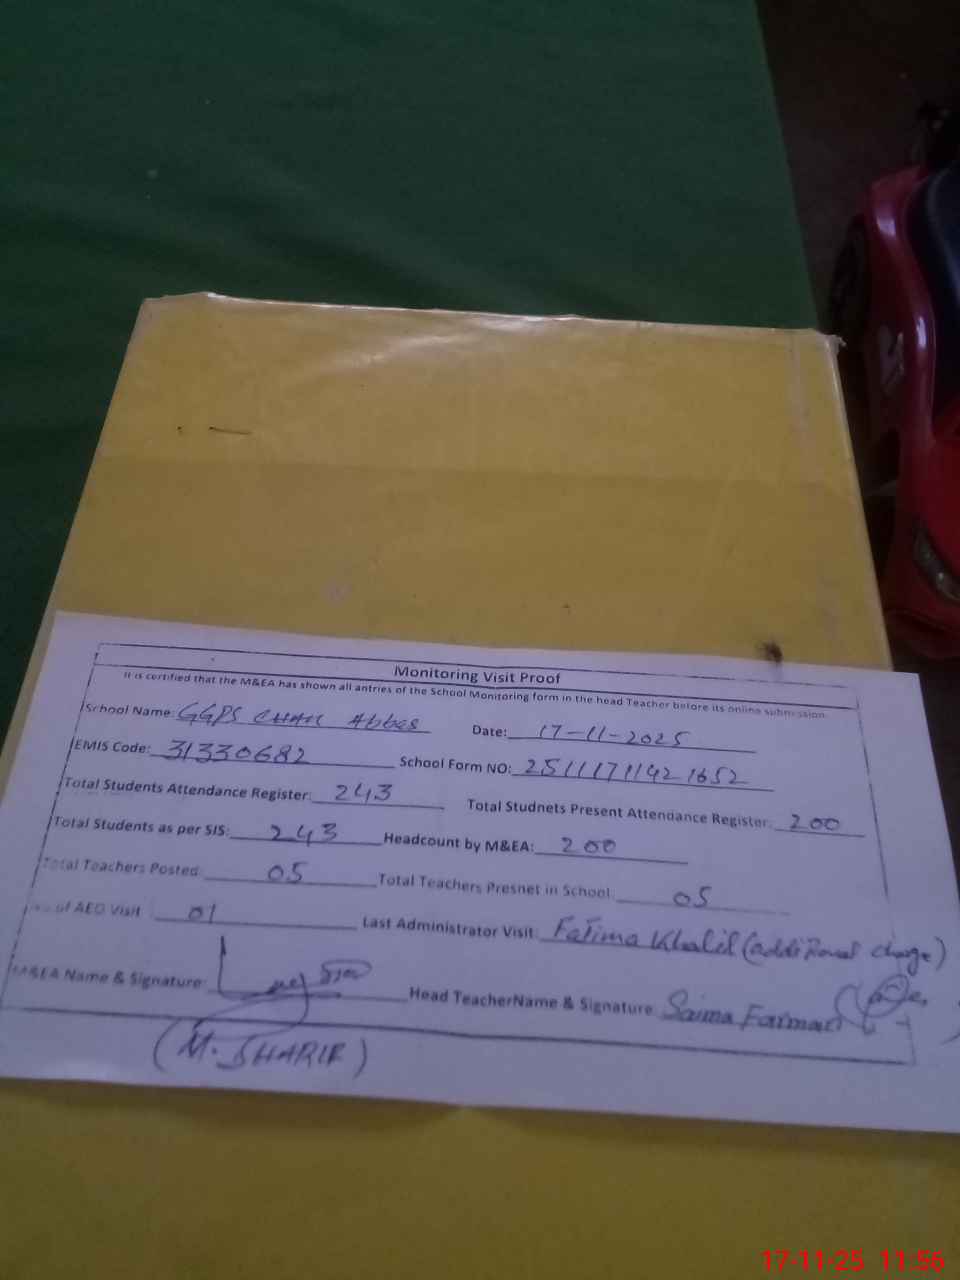 Monitoring Visit Proof
It is certified that the M&EA has shown all antries of the School Monitoring form in the head Teacher before its online submission.
School Name: GGPS CHAK Abbas Date: 17-11-2025
EMIS Code: 31330682 School Form NO: 2511171142 1652
Total Students Attendance Register: 243 Total Studnets Present Attendance Register: 200
Total Students as per SIS: 243 Headcount by M&EA: 200
Total Teachers Posted: 05 Total Teachers Presnet in School: 05
of AEO Visit 01 Last Administrator Visit: Fatima Khalil (additional charge)
M&EA Name & Signature: Head TeacherName & Signature: Saima Farman
(M. SHARIF)
17-11-25 11:56